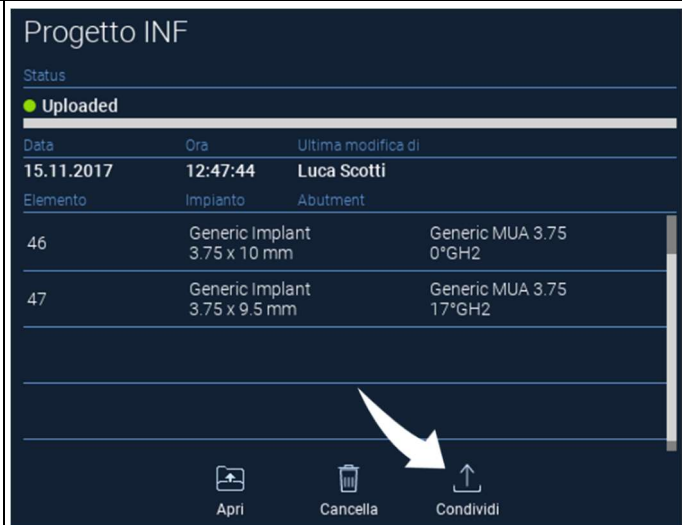 Progetto INF
Status
Uploaded
Data Ora Ultima modifica di
15.11.2017 12:47:44 Luca Scotti
Elemento Impianto Abutment
46 Generic Implant Generic MUA 3.75
3.75 x 10 mm 0°GH2
47 Generic Implant Generic MUA 3.75
3.75 x 9.5 mm 17°GH2
Apri Cancella Condividi